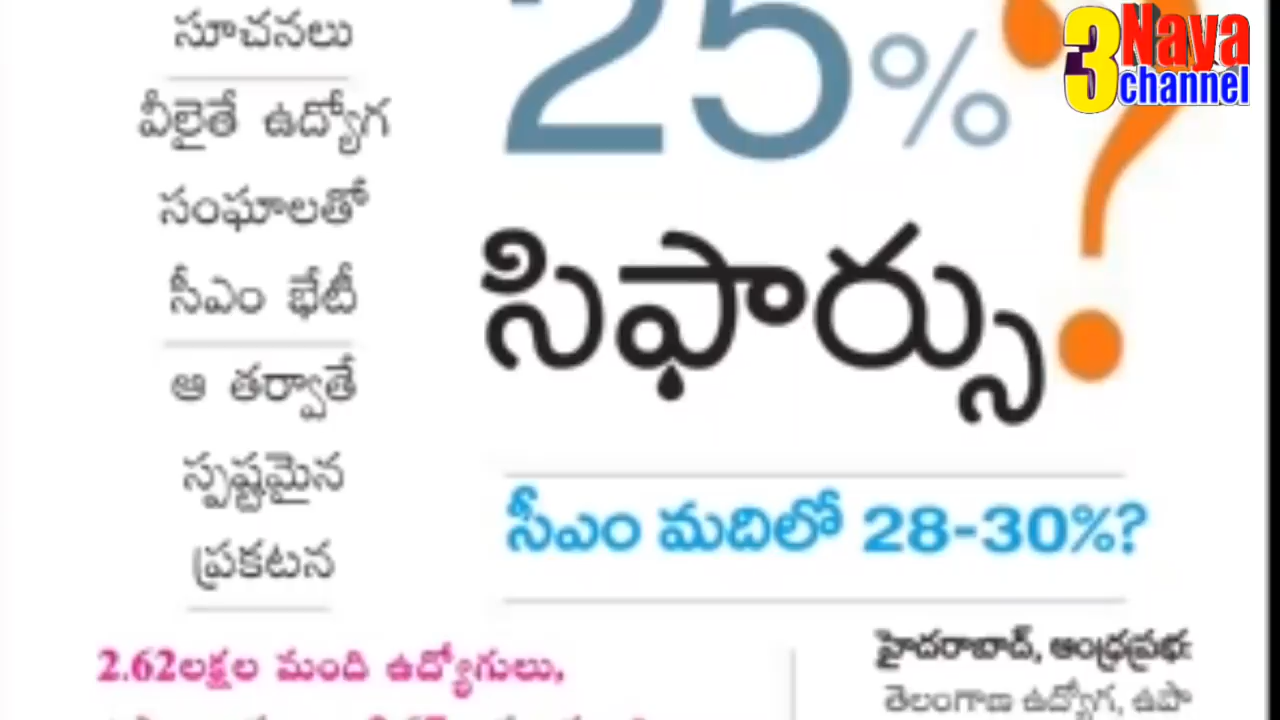 సూచనలు
వీలైతే ఉద్యోగ
సంఘాలతో
సీఎం భేటీ
ఆ తర్వాతే
స్పష్టమైన
ప్రకటన
25%?
సిఫార్సు
సీఎం మదిలో 28-30%?
2.62లక్షల మంది ఉద్యోగులు,
హైదరాబాద్, ఆంధ్రప్రభ:
తెలంగాణ ఉద్యోగ, ఉపా
3 Naya
channel